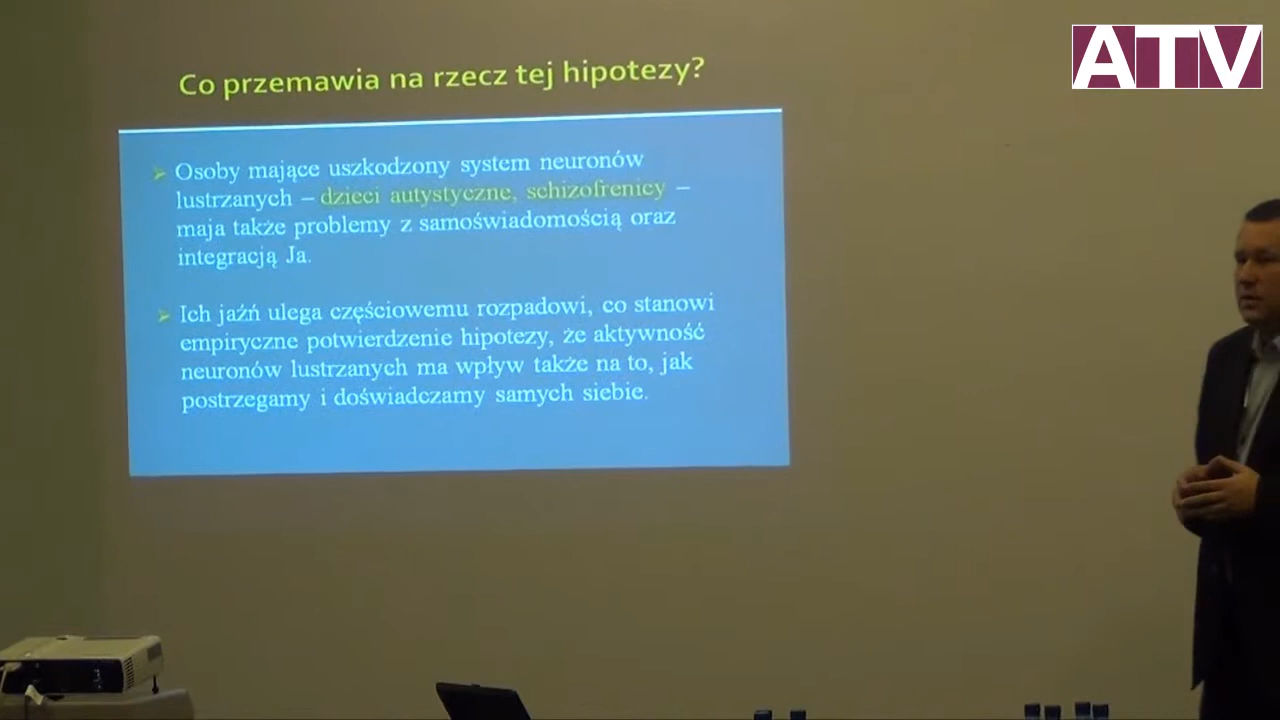 ATV
Co przemawia na rzecz tej hipotezy?
Osoby mające uszkodzony system neuronów
lustrzanych – dzieci autystyczne, schizofrenicy –
maja także problemy z samoświadomością oraz
integracją Ja.
Ich jaźń ulega częściowemu rozpadowi, co stanowi
empiryczne potwierdzenie hipotezy, że aktywność
neuronów lustrzanych ma wpływ także na to, jak
postrzegamy i doświadczamy samych siebie.